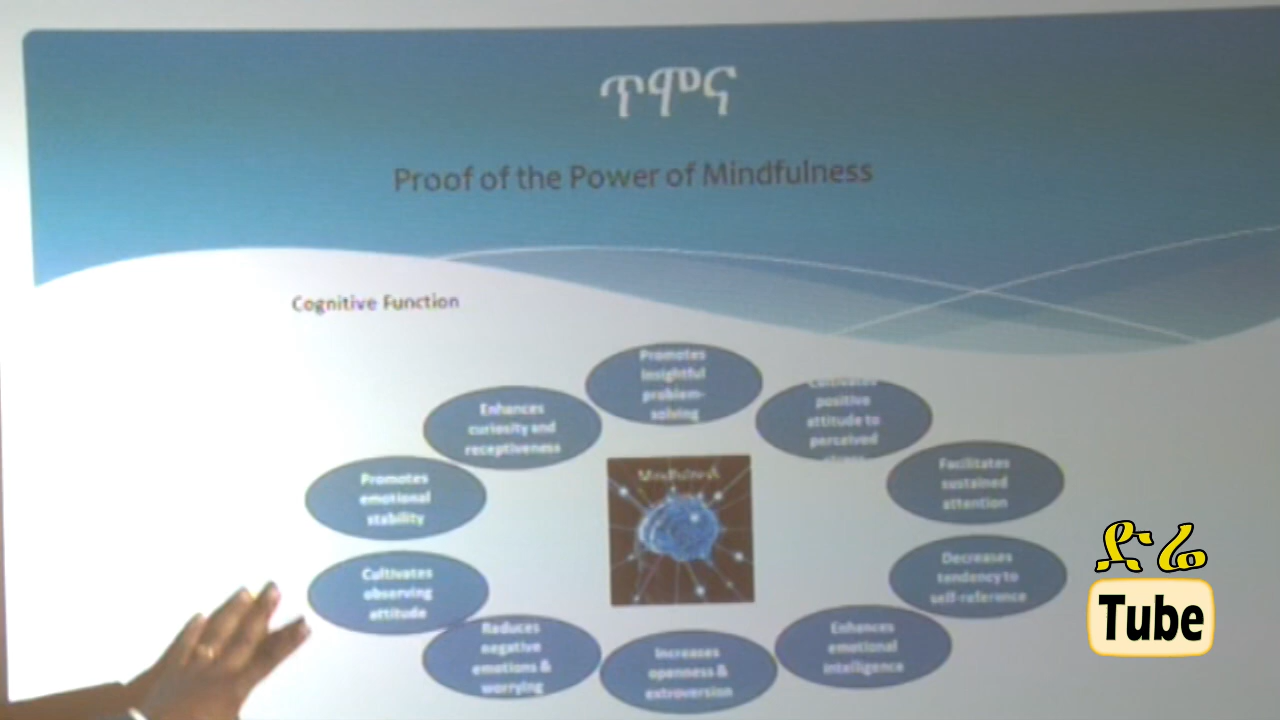 ጥሞና
Proof of the Power of Mindfulness
Cognitive Function
Promotes
insightful
problem-
solving
Cultivates
positive
attitude to
perceived
stress
Facilitates
sustained
attention
Decreases
tendency to
self-reference
Enhances
emotional
intelligence
Increases
openness &
extroversion
Reduces
negative
emotions &
worrying
Cultivates
observing
attitude
Promotes
emotional
stability
Enhances
curiosity and
receptiveness
Mindfulness
ድሬ
Tube